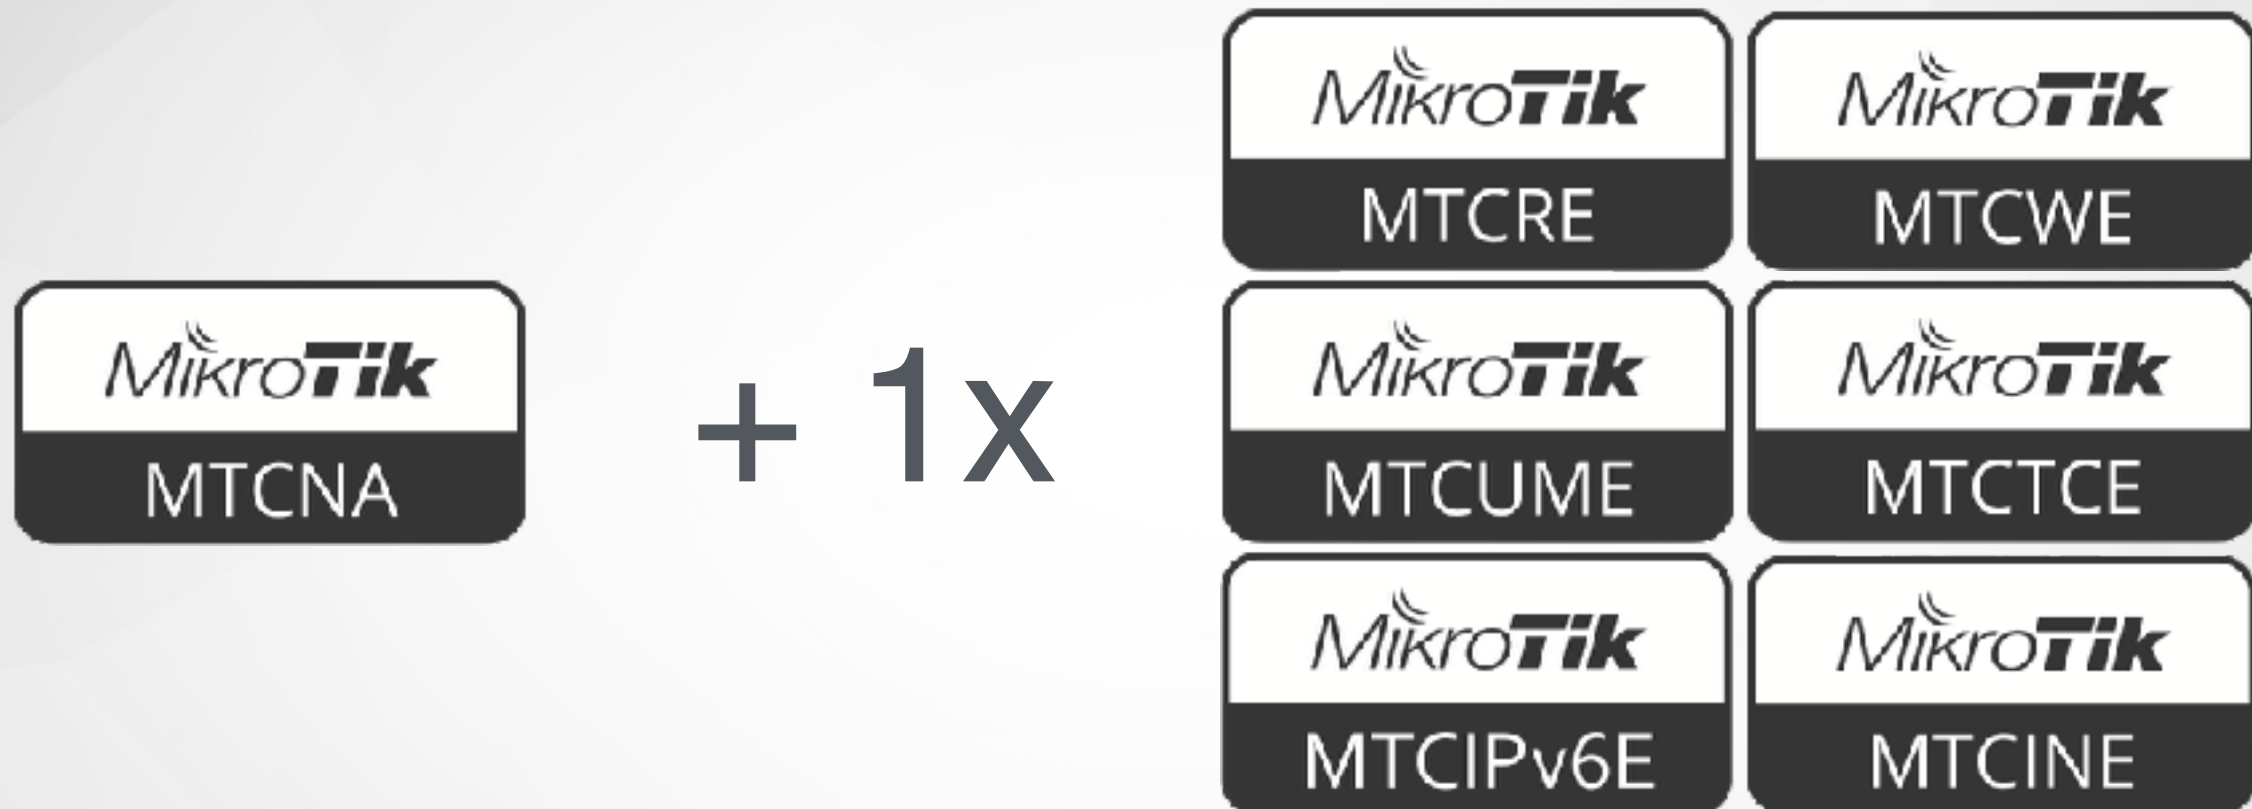 MikroTik
MTCNA
+ 1x
MikroTik
MTCRE
MikroTik
MTCWE
MikroTik
MTCUME
MikroTik
MTCTCE
MikroTik
MTCIPv6E
MikroTik
MTCINE